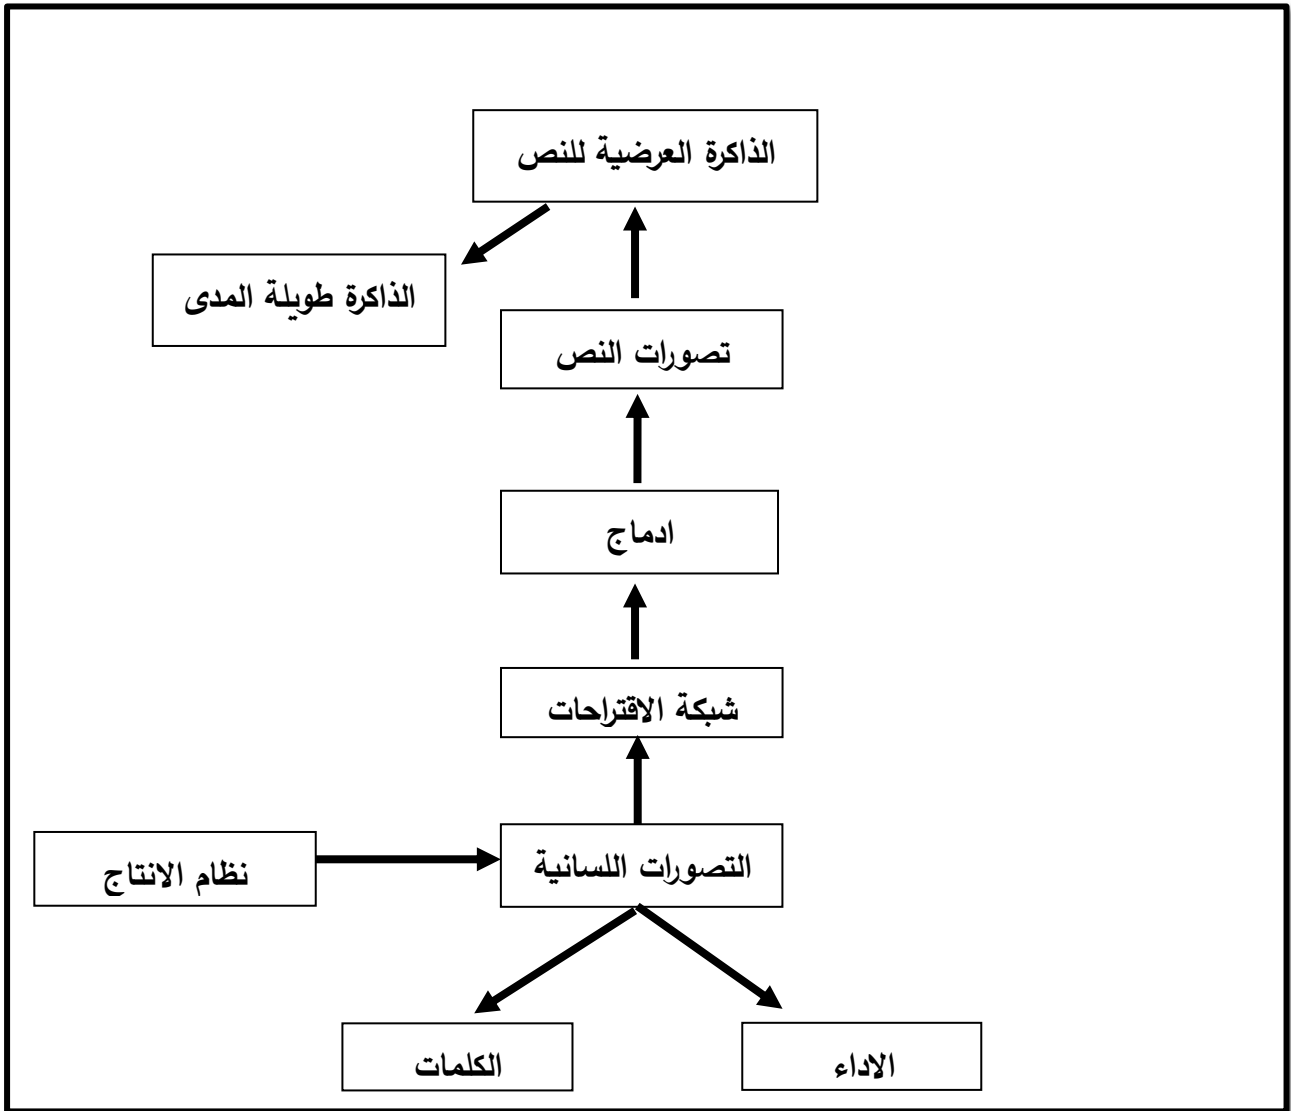 الذاكرة العرضية للنص
الذاكرة طويلة المدى
تصورات النص
ادماج
شبكة الاقتراحات
التصورات اللسانية
نظام الانتاج
الاداء
الكلمات